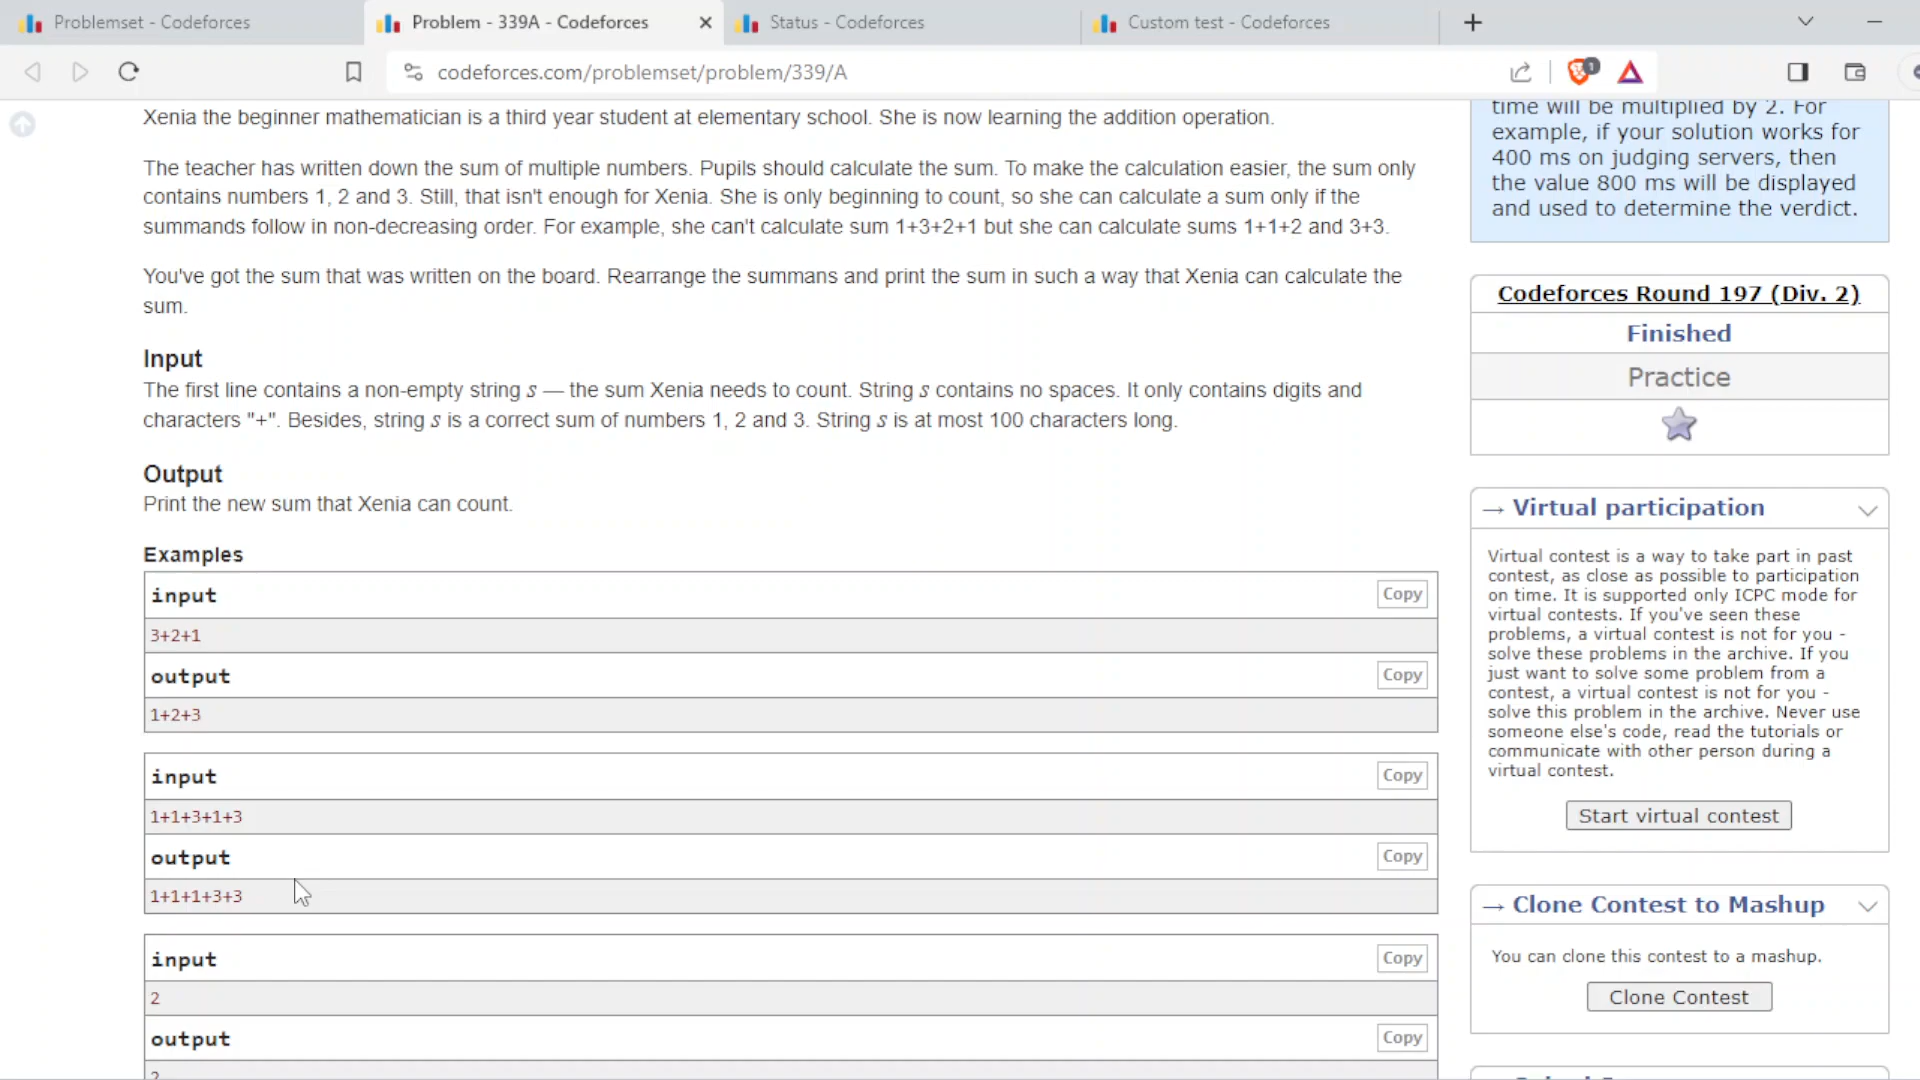 Problemset - Codeforces
Problem - 339A - Codeforces
Status - Codeforces
Custom test - Codeforces
codeforces.com/problemset/problem/339/A
1
Xenia the beginner mathematician is a third year student at elementary school. She is now learning the addition operation.
The teacher has written down the sum of multiple numbers. Pupils should calculate the sum. To make the calculation easier, the sum only
contains numbers 1, 2 and 3. Still, that isn't enough for Xenia. She is only beginning to count, so she can calculate a sum only if the
summands follow in non-decreasing order. For example, she can't calculate sum 1+3+2+1 but she can calculate sums 1+1+2 and 3+3.
You've got the sum that was written on the board. Rearrange the summans and print the sum in such a way that Xenia can calculate the
sum.
Input
The first line contains a non-empty string s — the sum Xenia needs to count. String s contains no spaces. It only contains digits and
characters "+". Besides, string s is a correct sum of numbers 1, 2 and 3. String s is at most 100 characters long.
Output
Print the new sum that Xenia can count.
Examples
input
Copy
3+2+1
output
Copy
1+2+3
input
Copy
1+1+3+1+3
output
Copy
1+1+1+3+3
input
Copy
2
output
Copy
2
time will be multiplied by 2. For
example, if your solution works for
400 ms on judging servers, then
the value 800 ms will be displayed
and used to determine the verdict.
Codeforces Round 197 (Div. 2)
Finished
Practice
→ Virtual participation
Virtual contest is a way to take part in past
contest, as close as possible to participation
on time. It is supported only ICPC mode for
virtual contests. If you've seen these
problems, a virtual contest is not for you -
solve these problems in the archive. If you
just want to solve some problem from a
contest, a virtual contest is not for you -
solve this problem in the archive. Never use
someone else's code, read the tutorials or
communicate with other person during a
virtual contest.
Start virtual contest
→ Clone Contest to Mashup
You can clone this contest to a mashup.
Clone Contest